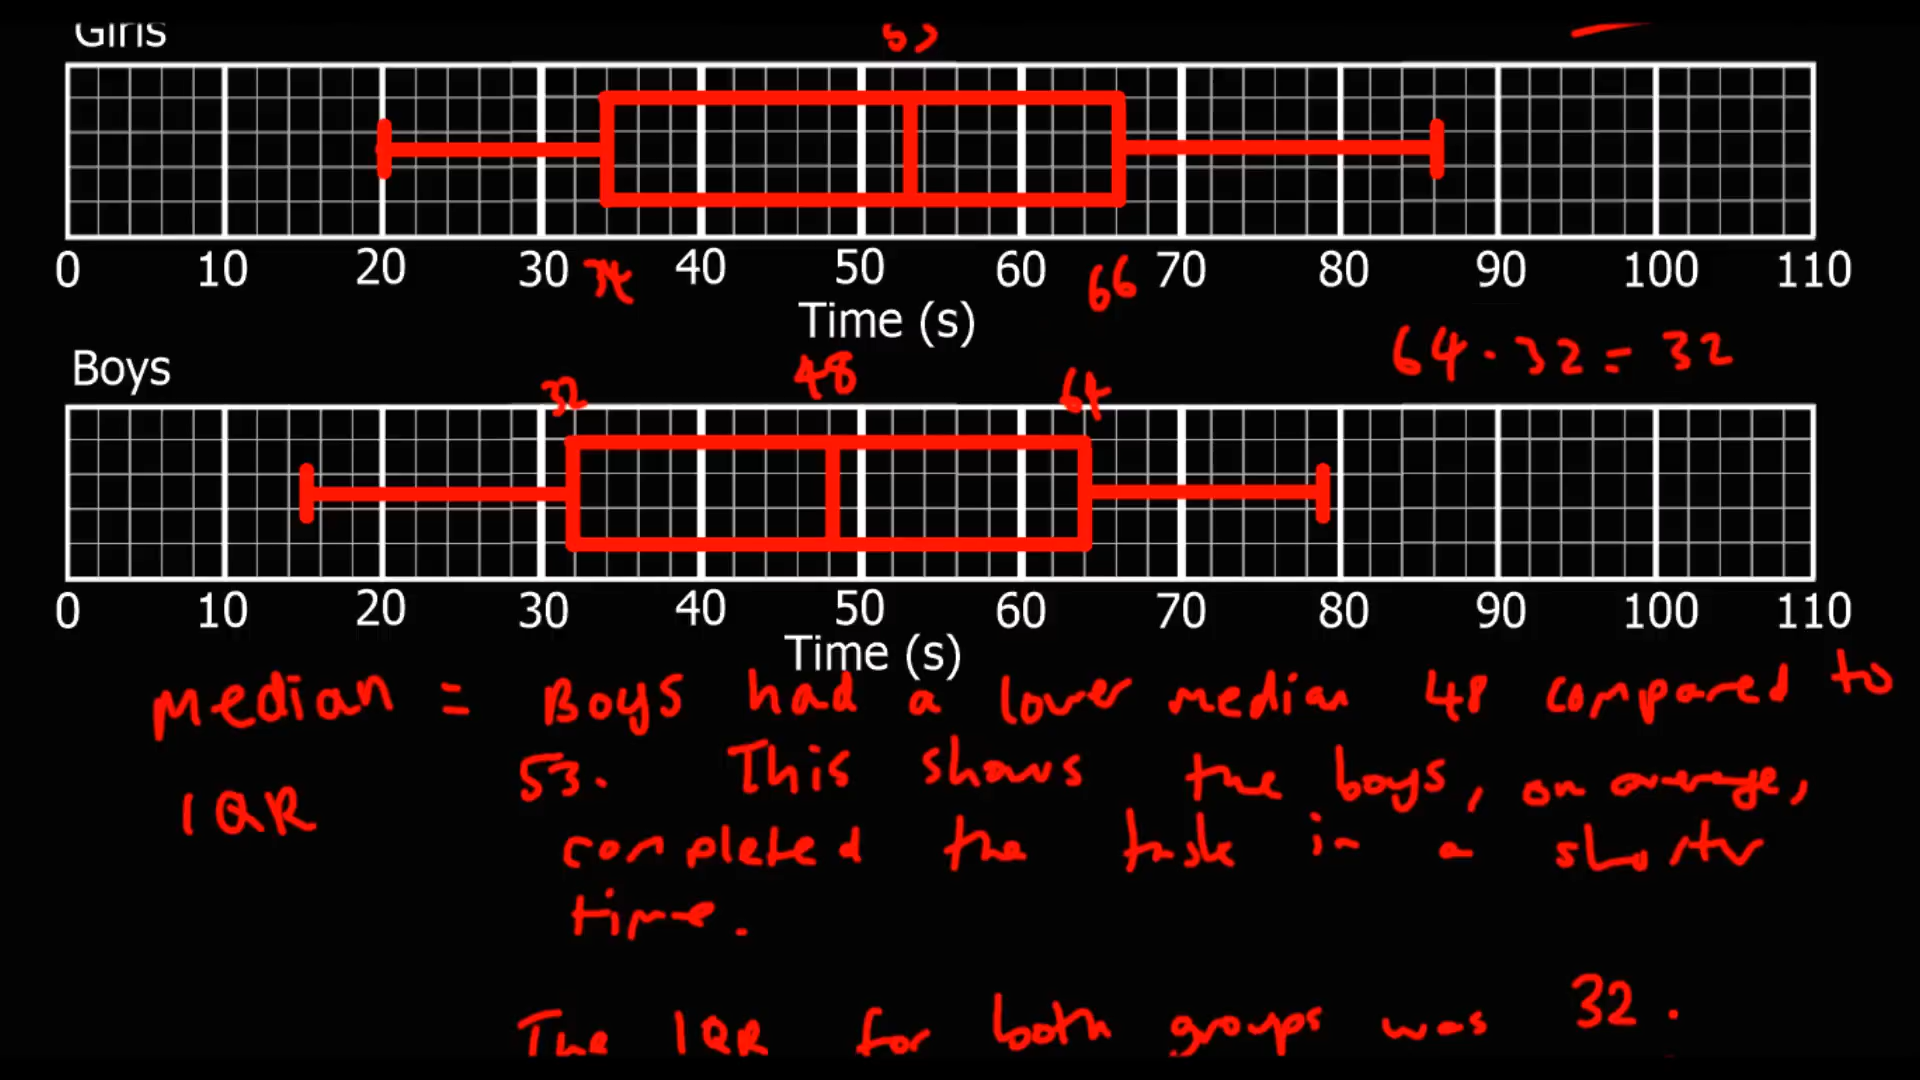 Girls
53
0 10 20 30 40 50 60 70 80 90 100 110
34 66
Time (s)
64 - 32 = 32
Boys
32 48 64
0 10 20 30 40 50 60 70 80 90 100 110
Time (s)
Median = Boys had a lower median 48 compared to
53. This shows the boys, on average,
IQR
completed the task in a shorter
time.
The IQR for both groups was 32.